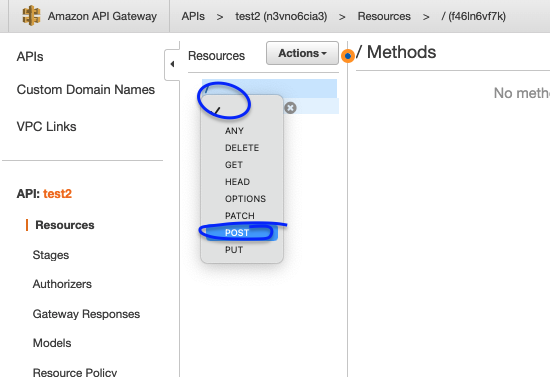 Amazon API Gateway APIs > test2 (n3vno6cia3) > Resources > / (f46ln6vf7k)
APIs
Custom Domain Names
VPC Links
API: test2
Resources
Stages
Authorizers
Gateway Responses
Models
Resource Policy
Resources
Actions
/
ANY
DELETE
GET
HEAD
OPTIONS
PATCH
POST
PUT
/ Methods
No metho